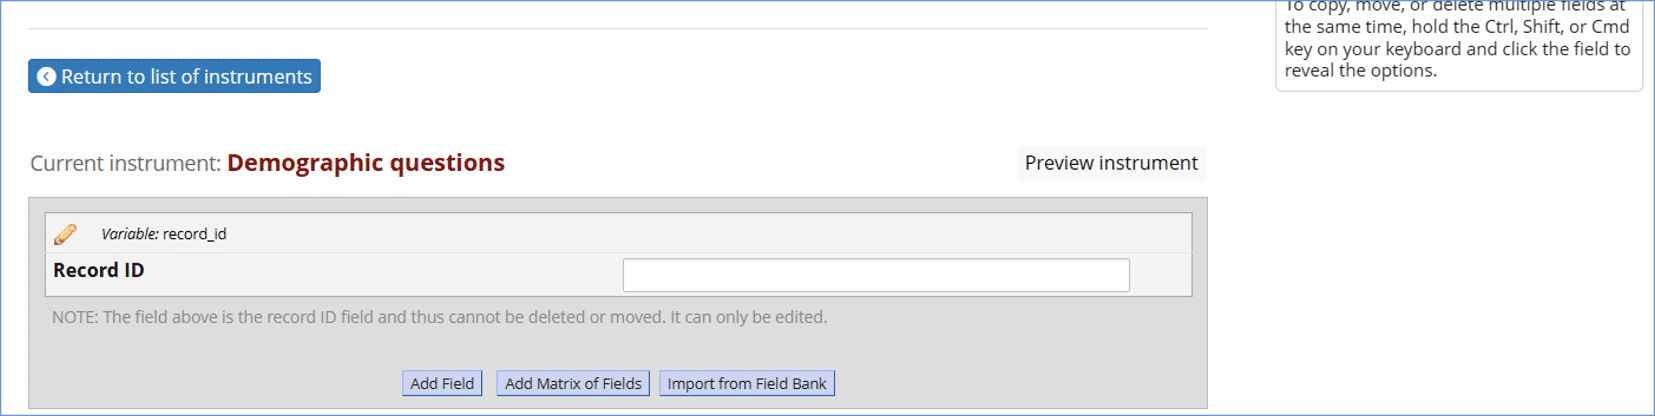 To copy, move, or delete multiple fields at
the same time, hold the Ctrl, Shift, or Cmd
key on your keyboard and click the field to
reveal the options.
Return to list of instruments
Current instrument: Demographic questions
Preview instrument
Variable: record_id
Record ID
NOTE: The field above is the record ID field and thus cannot be deleted or moved. It can only be edited.
Add Field
Add Matrix of Fields
Import from Field Bank